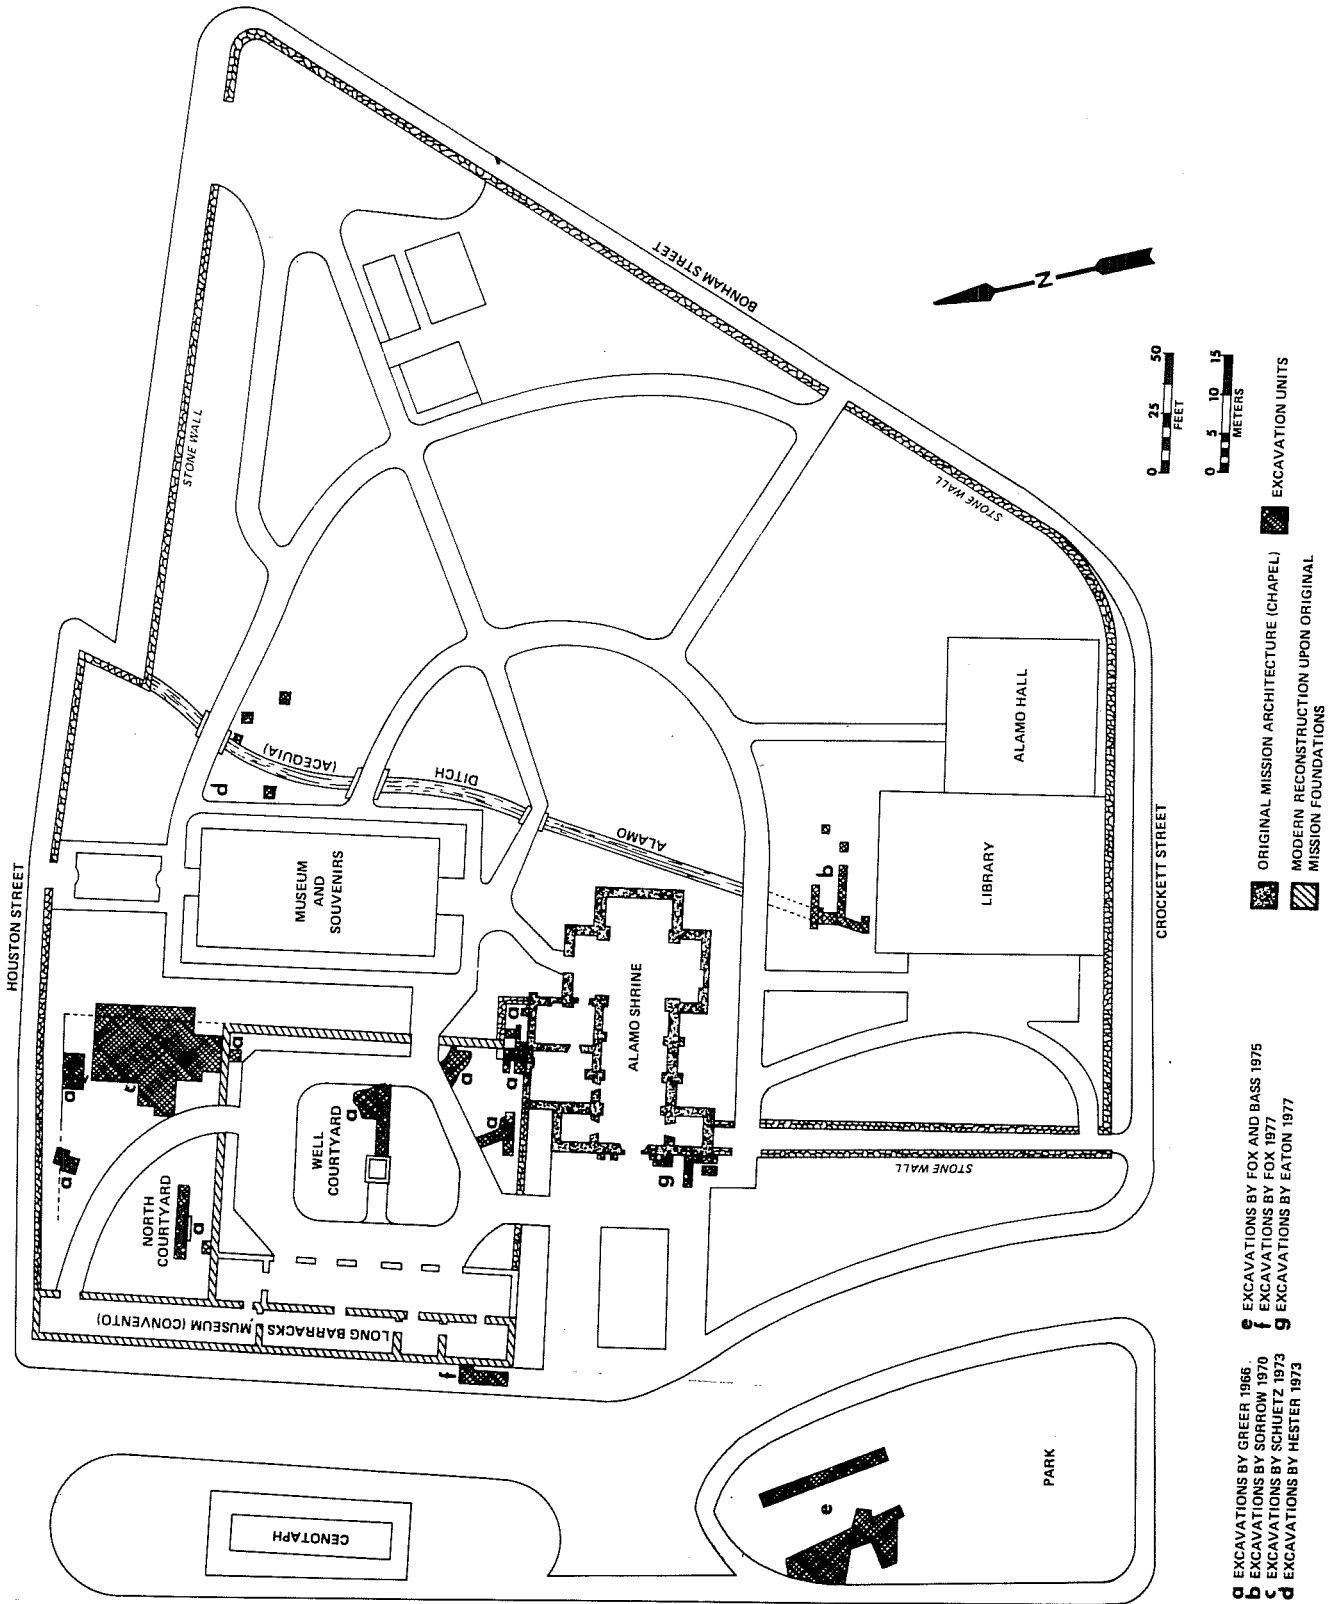 HOUSTON STREET
STONE WALL
BONHAM STREET
N
STONE WALL
0 25 50
FEET
0 5 10 15
METERS
d
(ACEQUIA)
DITCH
ALAMO
MUSEUM
AND
SOUVENIRS
ALAMO HALL
b
LIBRARY
CROCKETT STREET
a
c
a
a
a
NORTH
COURTYARD
a
WELL
COURTYARD
a
a
a
a
ALAMO SHRINE
g
STONE WALL
LONG BARRACKS
MUSEUM (CONVENTO)
f
CENOTAPH
e
PARK
a EXCAVATIONS BY GREER 1966
b EXCAVATIONS BY SORROW 1970
c EXCAVATIONS BY SCHUETZ 1973
d EXCAVATIONS BY HESTER 1973
e EXCAVATIONS BY FOX AND BASS 1975
f EXCAVATIONS BY FOX 1977
g EXCAVATIONS BY EATON 1977
ORIGINAL MISSION ARCHITECTURE (CHAPEL)
MODERN RECONSTRUCTION UPON ORIGINAL
MISSION FOUNDATIONS
EXCAVATION UNITS